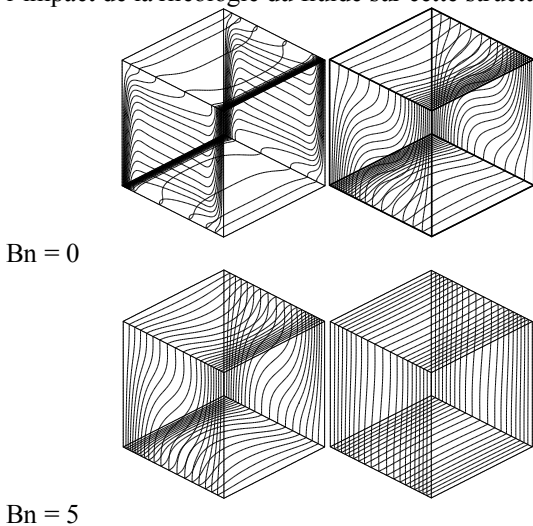 l'impact de la rhéologie du fluide sur cette struct
Bn = 0
Bn = 5